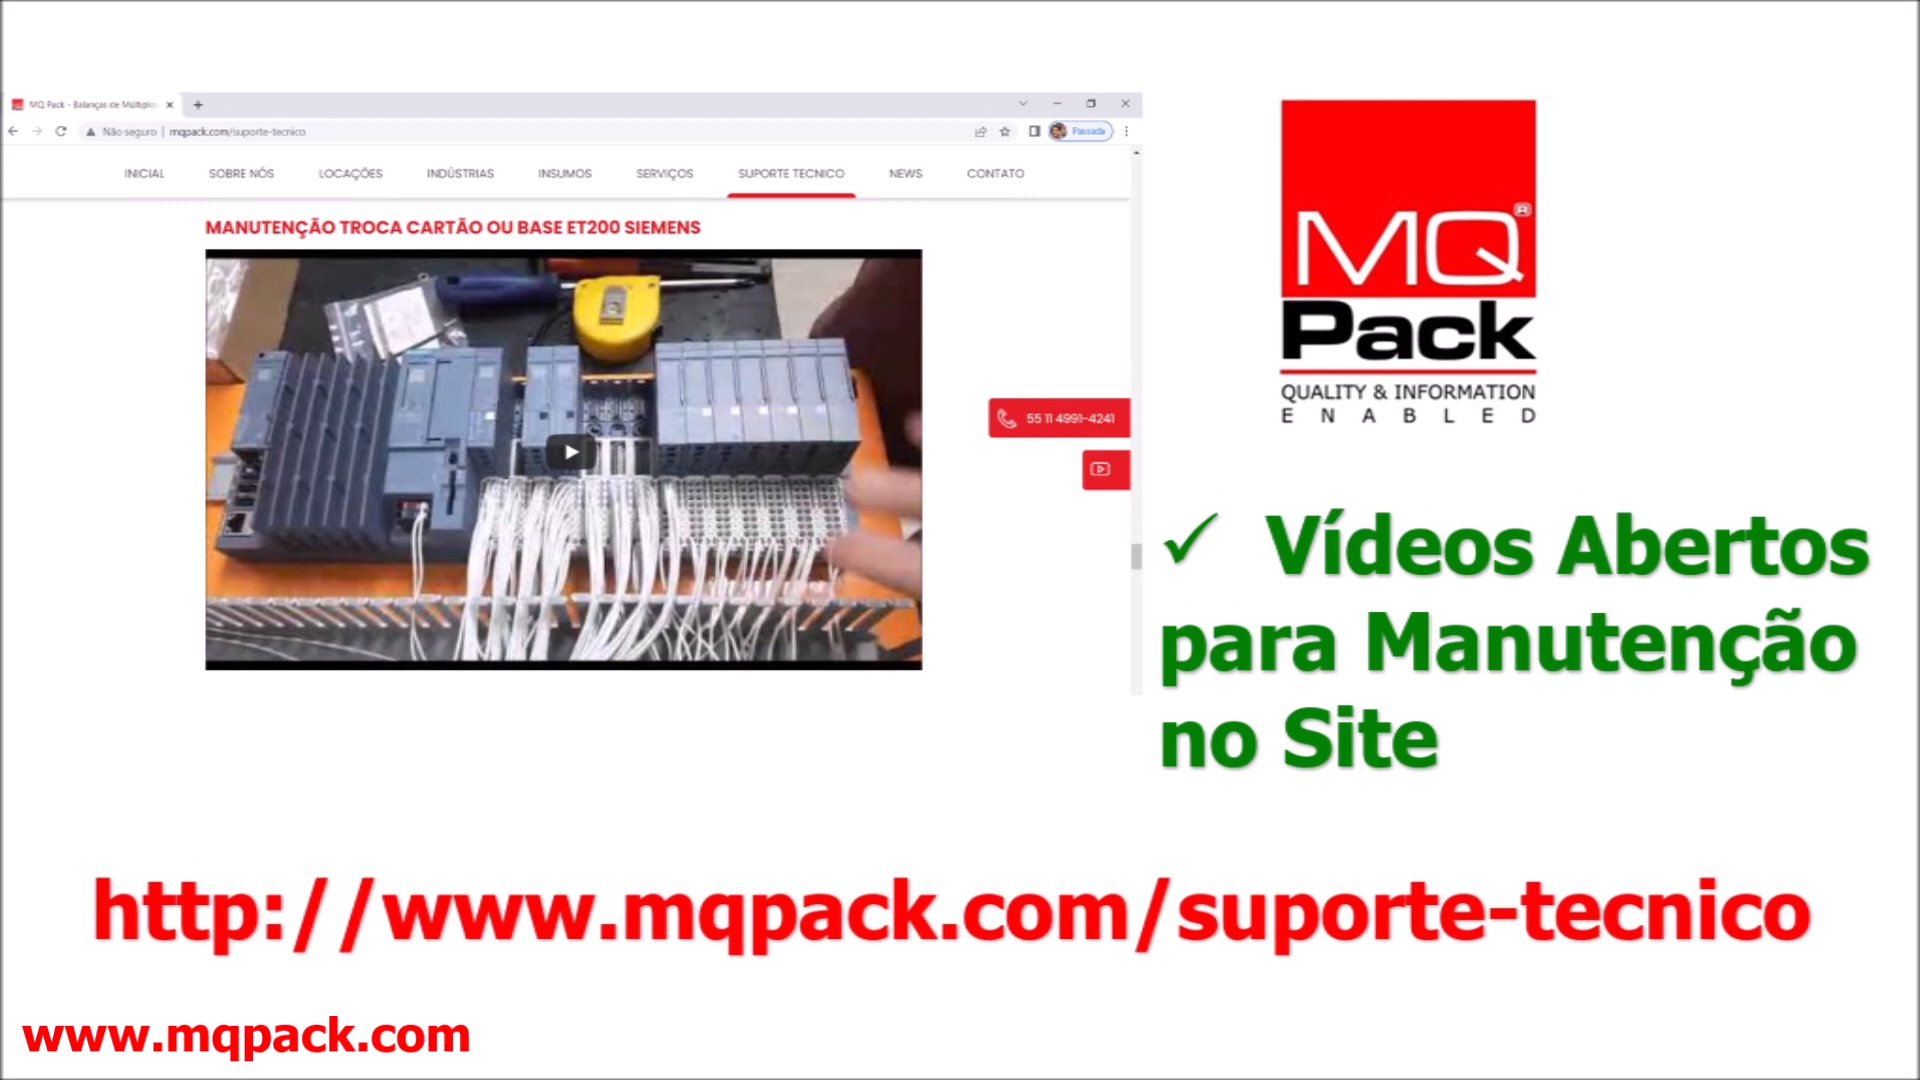 MQ Pack - Balanças de Múltiplos
Não seguro | mqpack.com/suporte-tecnico
Pausada
INICIAL SOBRE NÓS LOCAÇÕES INDÚSTRIAS INSUMOS SERVIÇOS SUPORTE TECNICO NEWS CONTATO
MANUTENÇÃO TROCA CARTÃO OU BASE ET200 SIEMENS
55 11 4991-4241
MQ®
Pack
QUALITY & INFORMATION
ENABLED
✓ Vídeos Abertos
para Manutenção
no Site
http://www.mqpack.com/suporte-tecnico
www.mqpack.com